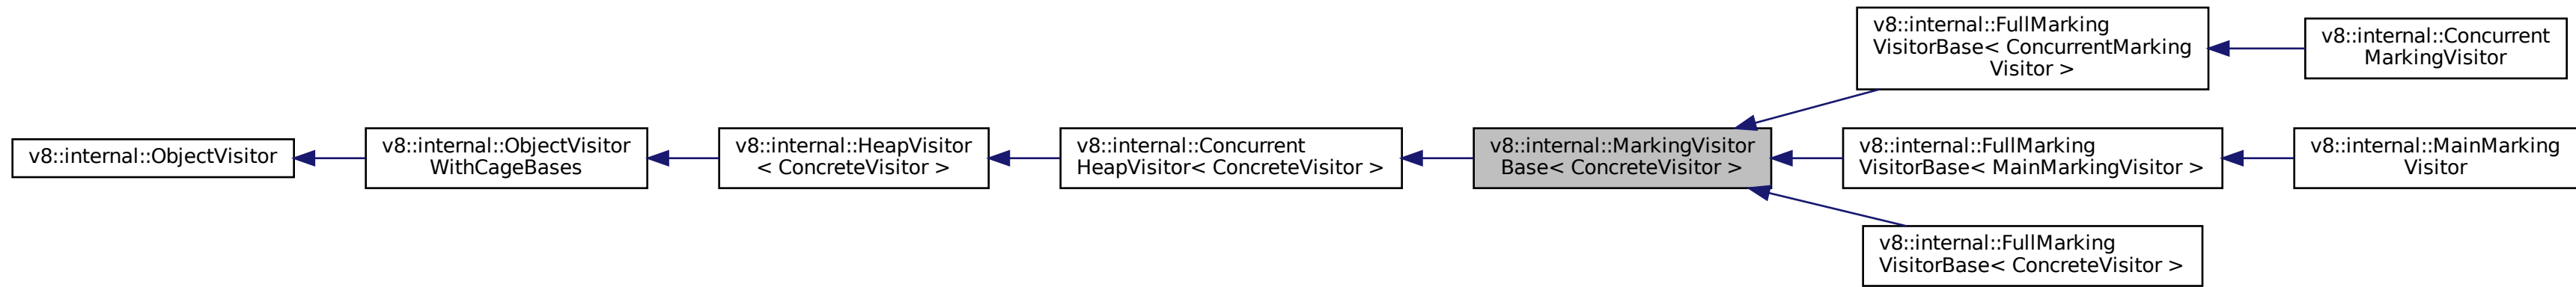 v8::internal::ObjectVisitor
v8::internal::ObjectVisitor
WithCageBases
v8::internal::HeapVisitor
< ConcreteVisitor >
v8::internal::Concurrent
HeapVisitor< ConcreteVisitor >
v8::internal::MarkingVisitor
Base< ConcreteVisitor >
v8::internal::FullMarking
VisitorBase< ConcurrentMarking
Visitor >
v8::internal::Concurrent
MarkingVisitor
v8::internal::FullMarking
VisitorBase< MainMarkingVisitor >
v8::internal::MainMarking
Visitor
v8::internal::FullMarking
VisitorBase< ConcreteVisitor >